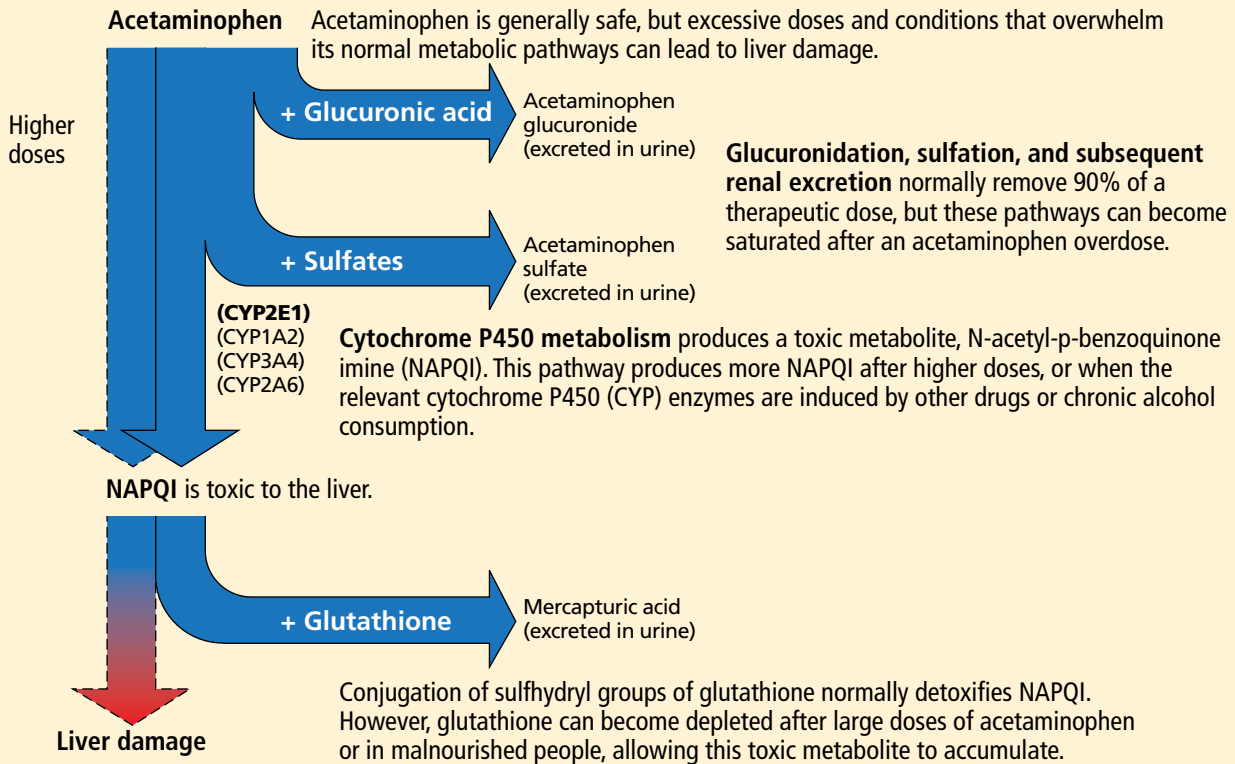 Acetaminophen
Acetaminophen is generally safe, but excessive doses and conditions that overwhelm
its normal metabolic pathways can lead to liver damage.
Higher
doses
+ Glucuronic acid
Acetaminophen
glucuronide
(excreted in urine)
Glucuronidation, sulfation, and subsequent
renal excretion normally remove 90% of a
therapeutic dose, but these pathways can become
saturated after an acetaminophen overdose.
+ Sulfates
Acetaminophen
sulfate
(excreted in urine)
(CYP2E1)
(CYP1A2)
(CYP3A4)
(CYP2A6)
Cytochrome P450 metabolism produces a toxic metabolite, N-acetyl-p-benzoquinone
imine (NAPQI). This pathway produces more NAPQI after higher doses, or when the
relevant cytochrome P450 (CYP) enzymes are induced by other drugs or chronic alcohol
consumption.
NAPQI is toxic to the liver.
+ Glutathione
Mercapturic acid
(excreted in urine)
Conjugation of sulfhydryl groups of glutathione normally detoxifies NAPQI.
However, glutathione can become depleted after large doses of acetaminophen
or in malnourished people, allowing this toxic metabolite to accumulate.
Liver damage